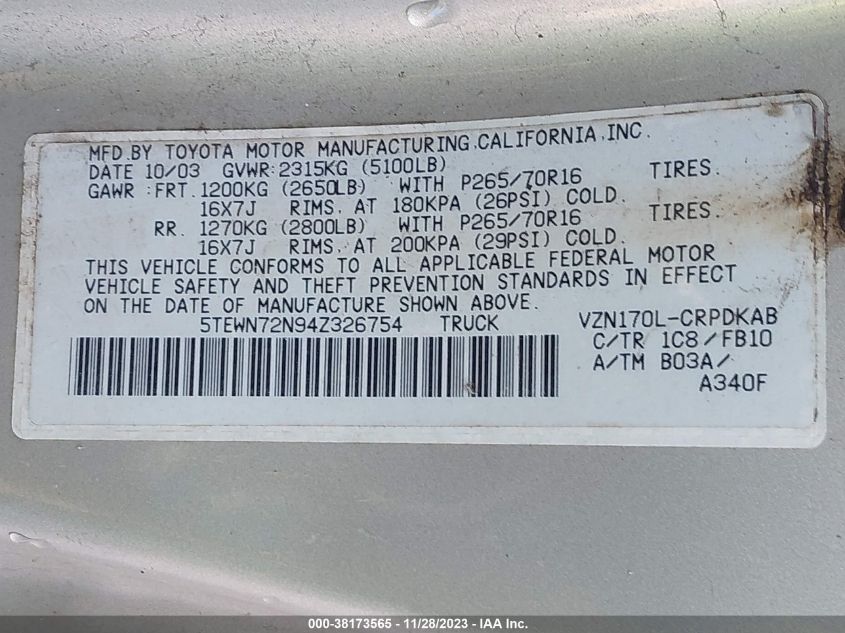 MFD.BY TOYOTA MOTOR MANUFACTURING.CALIFORNIA.INC.
DATE 10/03 GVWR:2315KG (5100LB)
GAWR :FRT.1200KG (2650LB) WITH P265/70R16 TIRES.
16X7J RIMS, AT 180KPA (26PSI) COLD.
RR. 1270KG (2800LB) WITH P265/70R16 TIRES.
16X7J RIMS, AT 200KPA (29PSI) COLD.
THIS VEHICLE CONFORMS TO ALL APPLICABLE FEDERAL MOTOR
VEHICLE SAFETY AND THEFT PREVENTION STANDARDS IN EFFECT
ON THE DATE OF MANUFACTURE SHOWN ABOVE.
5TEWN72N94Z326754 TRUCK VZN170L-CRPDKAB
C/TR 1C8/FB10
A/TM B03A/
A340F
000-38173565 - 11/28/2023 - IAA Inc.